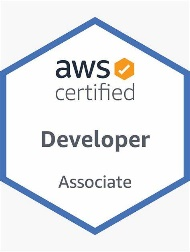 aws
certified
Developer
Associate